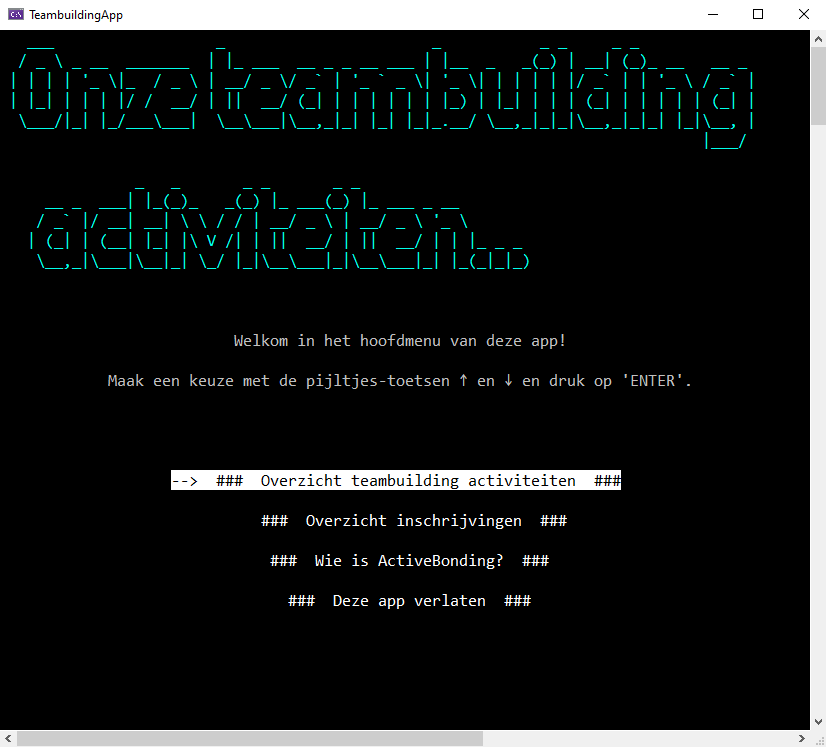 TeambuildingApp
Onze teambuilding
activiteiten...
Welkom in het hoofdmenu van deze app!
Maak een keuze met de pijltjes-toetsen ↑ en ↓ en druk op 'ENTER'.
--> ### Overzicht teambuilding activiteiten ###
### Overzicht inschrijvingen ###
### Wie is ActiveBonding? ###
### Deze app verlaten ###